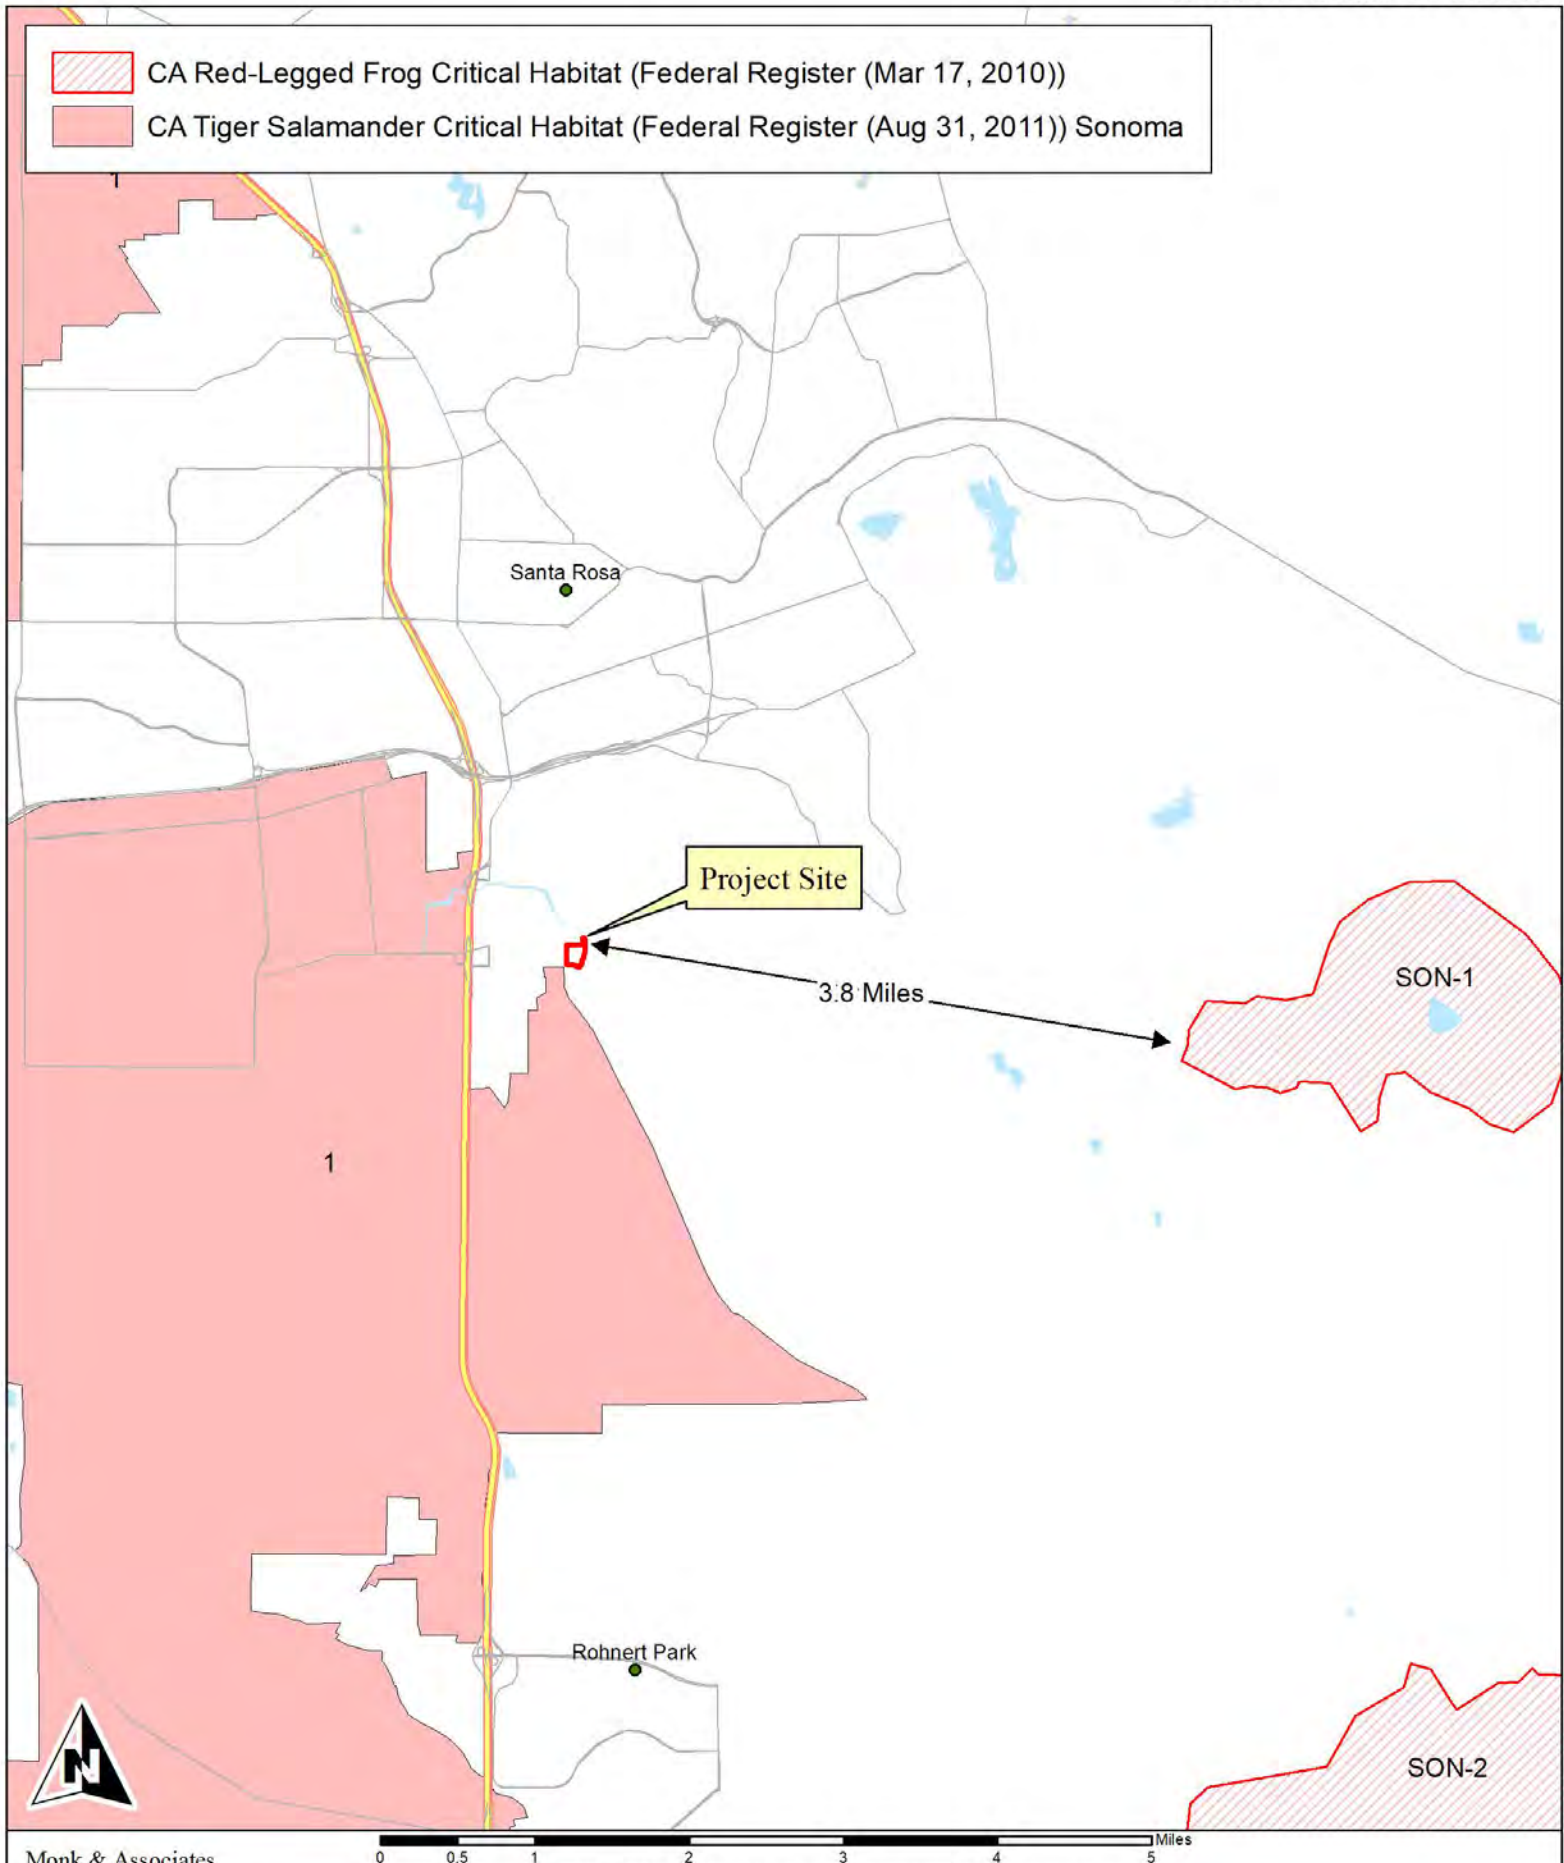 CA Red-Legged Frog Critical Habitat (Federal Register (Mar 17, 2010))
CA Tiger Salamander Critical Habitat (Federal Register (Aug 31, 2011)) Sonoma
1
Santa Rosa
Project Site
SON-1
3.8 Miles
1
Rohnert Park
N
SON-2
Miles
Monk & Associates
0 0.5 1 2 3 4 5